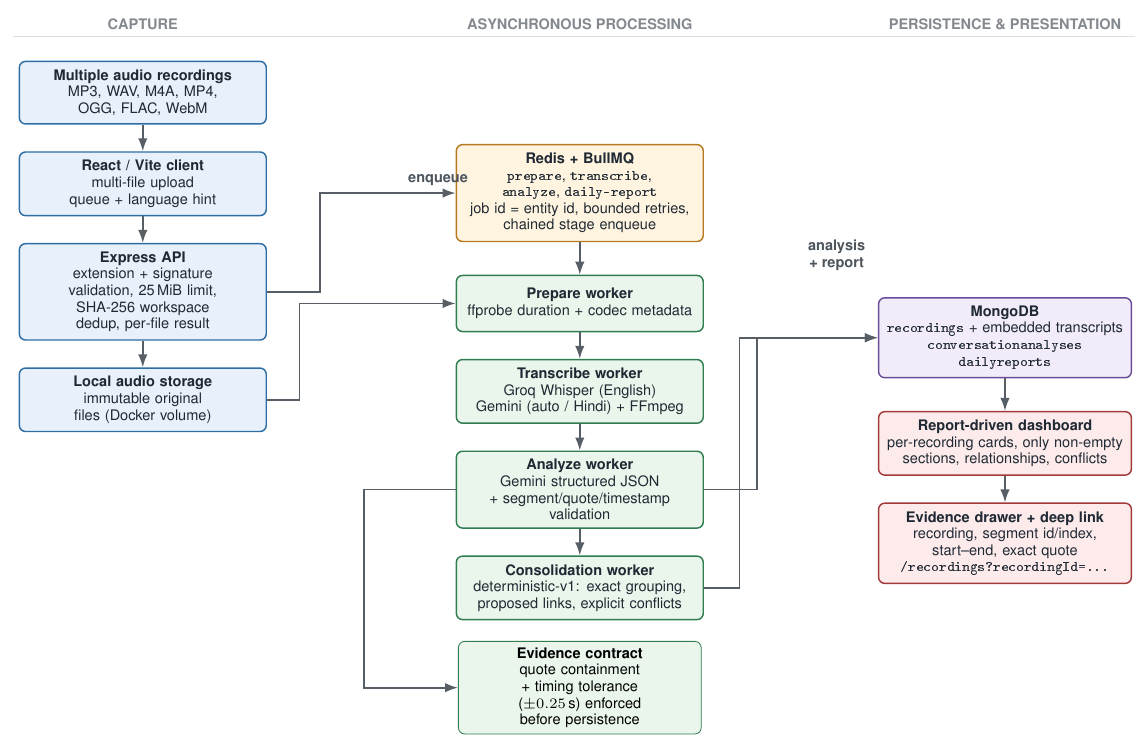 CAPTURE
ASYNCHRONOUS PROCESSING
PERSISTENCE & PRESENTATION
Multiple audio recordings
MP3, WAV, M4A, MP4,
OGG, FLAC, WebM
React / Vite client
multi-file upload
queue + language hint
Express API
extension + signature
validation, 25 MiB limit,
SHA-256 workspace
dedup, per-file result
Local audio storage
immutable original
files (Docker volume)
enqueue
Redis + BullMQ
prepare, transcribe,
analyze, daily-report
job id = entity id, bounded retries,
chained stage enqueue
Prepare worker
ffprobe duration + codec metadata
Transcribe worker
Groq Whisper (English)
Gemini (auto / Hindi) + FFmpeg
Analyze worker
Gemini structured JSON
+ segment/quote/timestamp
validation
Consolidation worker
deterministic-v1: exact grouping,
proposed links, explicit conflicts
Evidence contract
quote containment
+ timing tolerance
(±0.25 s) enforced
before persistence
analysis
+ report
MongoDB
recordings + embedded transcripts
conversationanalyses
dailyreports
Report-driven dashboard
per-recording cards, only non-empty
sections, relationships, conflicts
Evidence drawer + deep link
recording, segment id/index,
start–end, exact quote
/recordings?recordingId=...